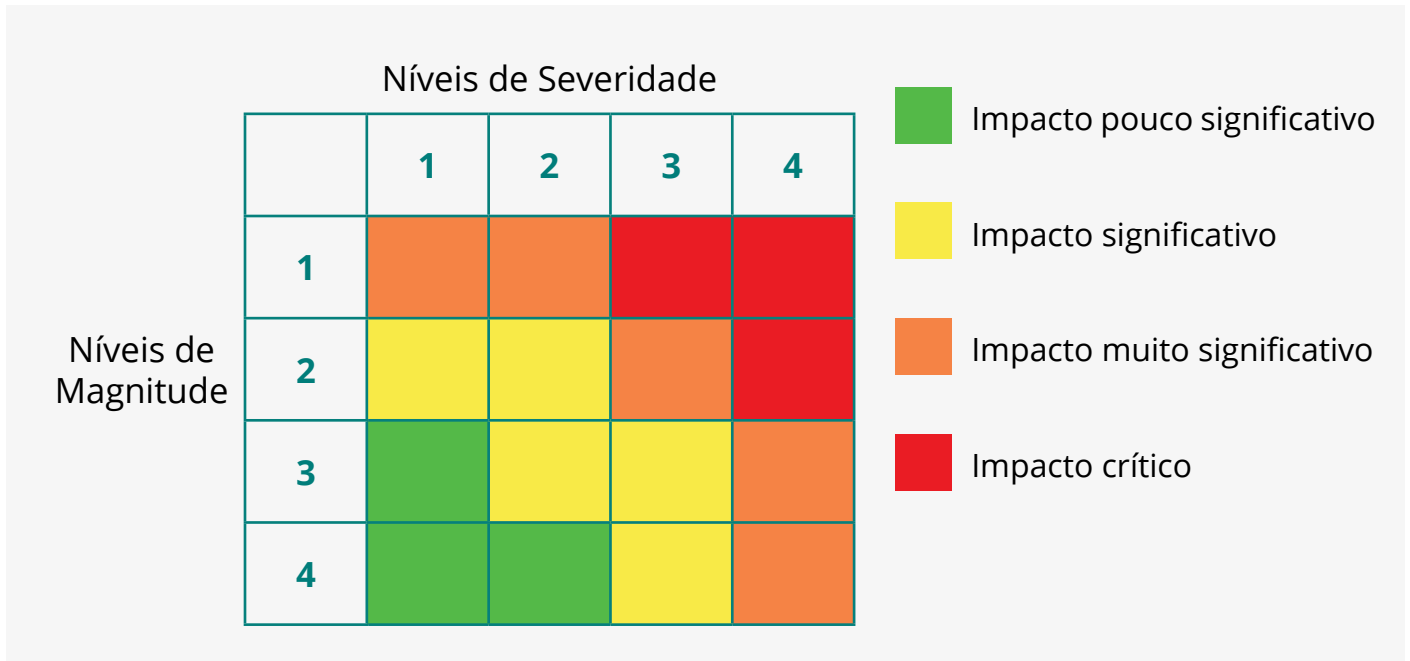 Níveis de Severidade
1 2 3 4
1
2
3
4
Níveis de
Magnitude
Impacto pouco significativo
Impacto significativo
Impacto muito significativo
Impacto crítico